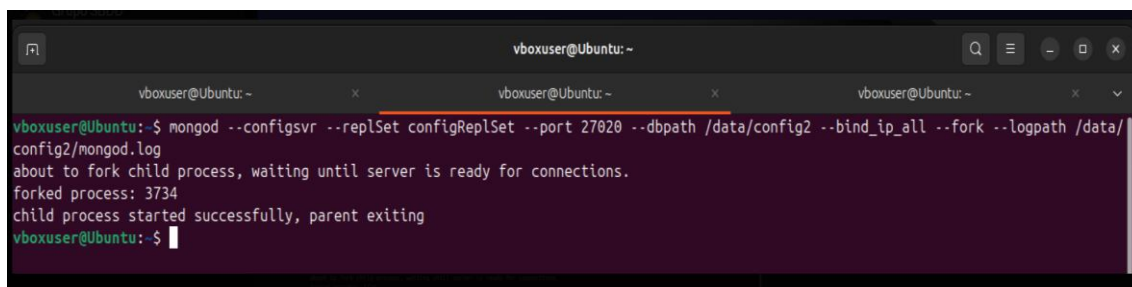 vboxuser@Ubuntu: ~
vboxuser@Ubuntu: ~ × vboxuser@Ubuntu: ~ × vboxuser@Ubuntu: ~ ×
vboxuser@Ubuntu:~$ mongod --configsvr --replSet configReplSet --port 27020 --dbpath /data/config2 --bind_ip_all --fork --logpath /data/
config2/mongod.log
about to fork child process, waiting until server is ready for connections.
forked process: 3734
child process started successfully, parent exiting
vboxuser@Ubuntu:~$